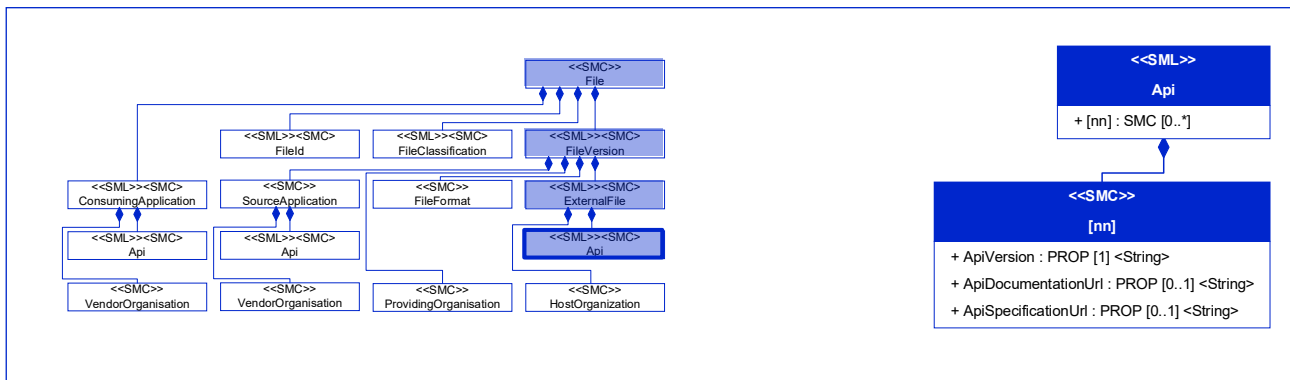 <<SMC>>
File
<<SML>><<SMC>
FileId
<<SML>><<SMC>
FileClassification
<<SML>><<SMC>
FileVersion
<<SML>><<SMC>
ConsumingApplication
<<SMC>>
SourceApplication
<<SMC>>
FileFormat
<<SML>><<SMC>
ExternalFile
<<SML>><<SMC>
Api
<<SML>><<SMC>
Api
<<SML>><<SMC>
Api
<<SMC>>
VendorOrganisation
<<SMC>>
VendorOrganisation
<<SMC>>
ProvidingOrganisation
<<SMC>>
HostOrganization
<<SML>>
Api
+ [nn] : SMC [0..*]
<<SMC>>
[nn]
+ ApiVersion : PROP [1] <String>
+ ApiDocumentationUrl : PROP [0..1] <String>
+ ApiSpecificationUrl : PROP [0..1] <String>